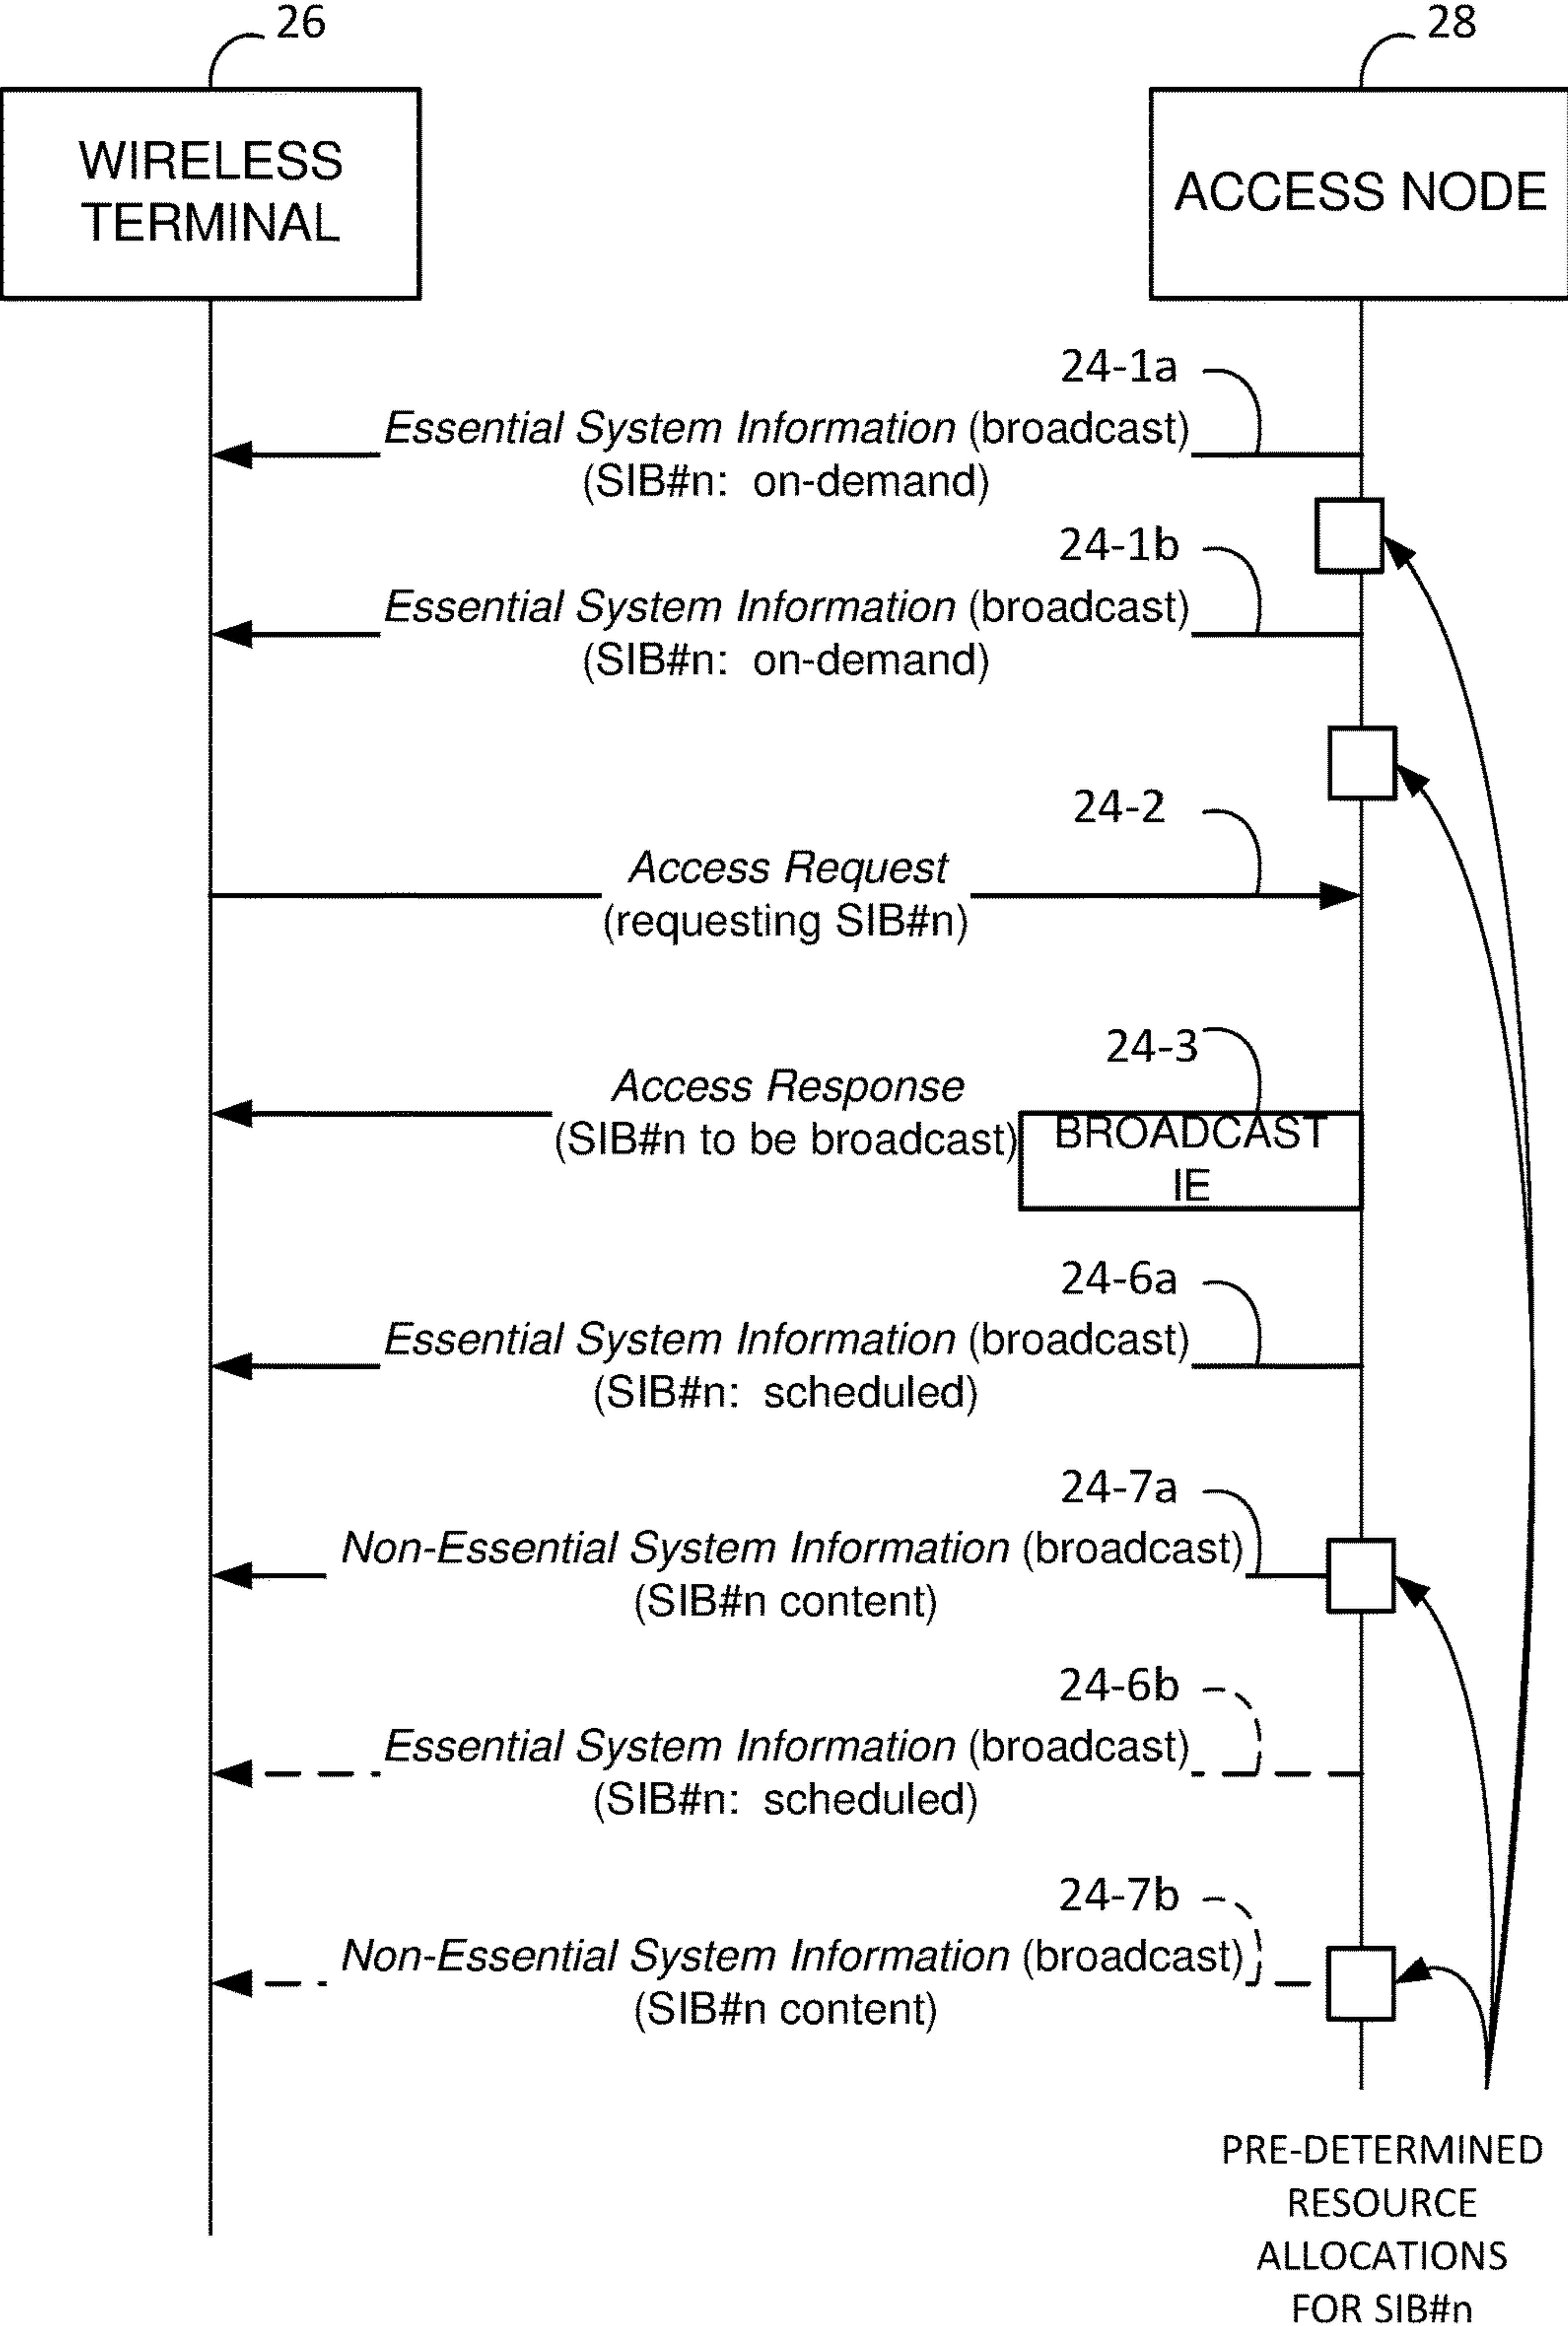 26
28
WIRELESS
TERMINAL
ACCESS NODE
24-1a
Essential System Information (broadcast)
(SIB#n: on-demand)
24-1b
Essential System Information (broadcast)
(SIB#n: on-demand)
24-2
Access Request
(requesting SIB#n)
24-3
Access Response
(SIB#n to be broadcast)
BROADCAST
IE
24-6a
Essential System Information (broadcast)
(SIB#n: scheduled)
24-7a
Non-Essential System Information (broadcast)
(SIB#n content)
24-6b
Essential System Information (broadcast)
(SIB#n: scheduled)
24-7b
Non-Essential System Information (broadcast)
(SIB#n content)
PRE-DETERMINED
RESOURCE
ALLOCATIONS
FOR SIB#n